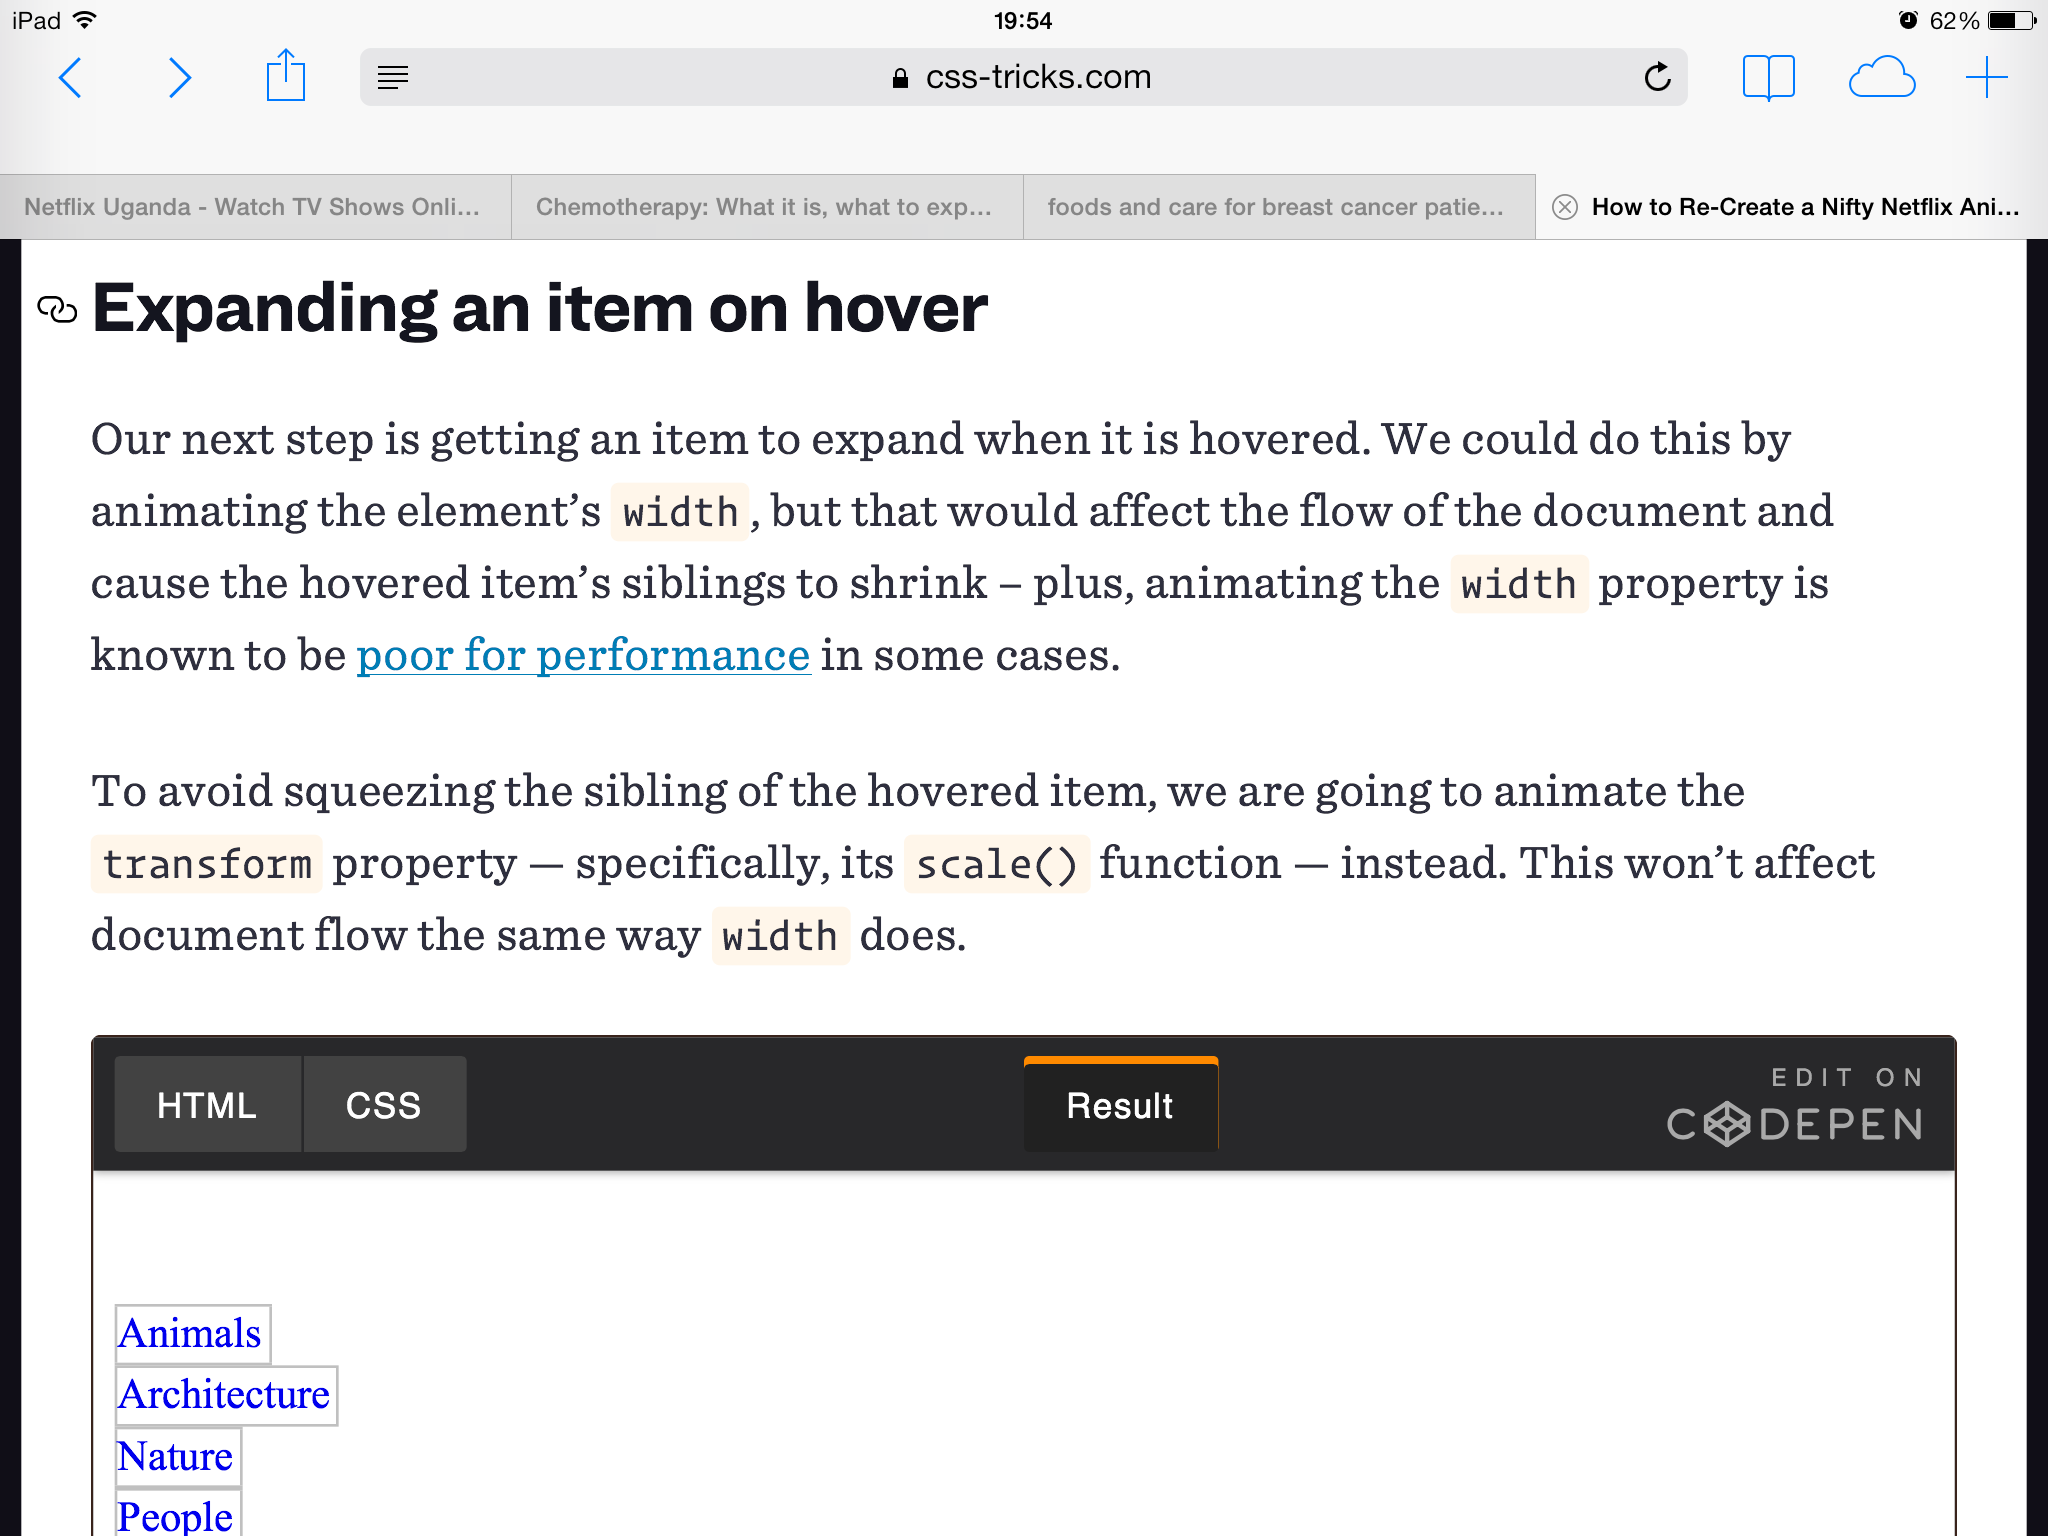 iPad 19:54 62%
css-tricks.com
Netflix Uganda - Watch TV Shows Onli... Chemotherapy: What it is, what to exp... foods and care for breast cancer patie... How to Re-Create a Nifty Netflix Ani...
Expanding an item on hover
Our next step is getting an item to expand when it is hovered. We could do this by
animating the element’s width, but that would affect the flow of the document and
cause the hovered item’s siblings to shrink – plus, animating the width property is
known to be poor for performance in some cases.
To avoid squeezing the sibling of the hovered item, we are going to animate the
transform property — specifically, its scale() function — instead. This won’t affect
document flow the same way width does.
HTML CSS Result EDIT ON
CODEPEN
Animals
Architecture
Nature
People